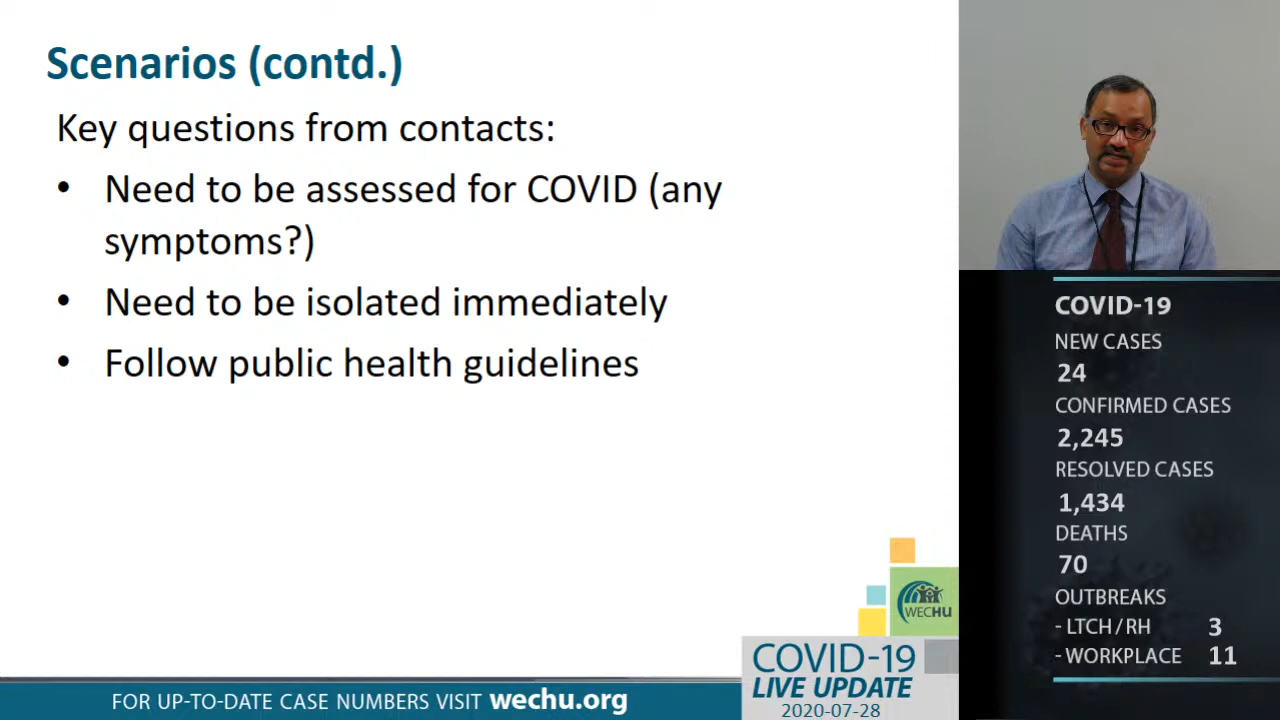 Scenarios (contd.)
Key questions from contacts:
• Need to be assessed for COVID (any
symptoms?)
• Need to be isolated immediately
• Follow public health guidelines
WECHU
COVID-19
LIVE UPDATE
2020-07-28
FOR UP-TO-DATE CASE NUMBERS VISIT wechu.org
COVID-19
NEW CASES
24
CONFIRMED CASES
2,245
RESOLVED CASES
1,434
DEATHS
70
OUTBREAKS
- LTCH / RH 3
- WORKPLACE 11